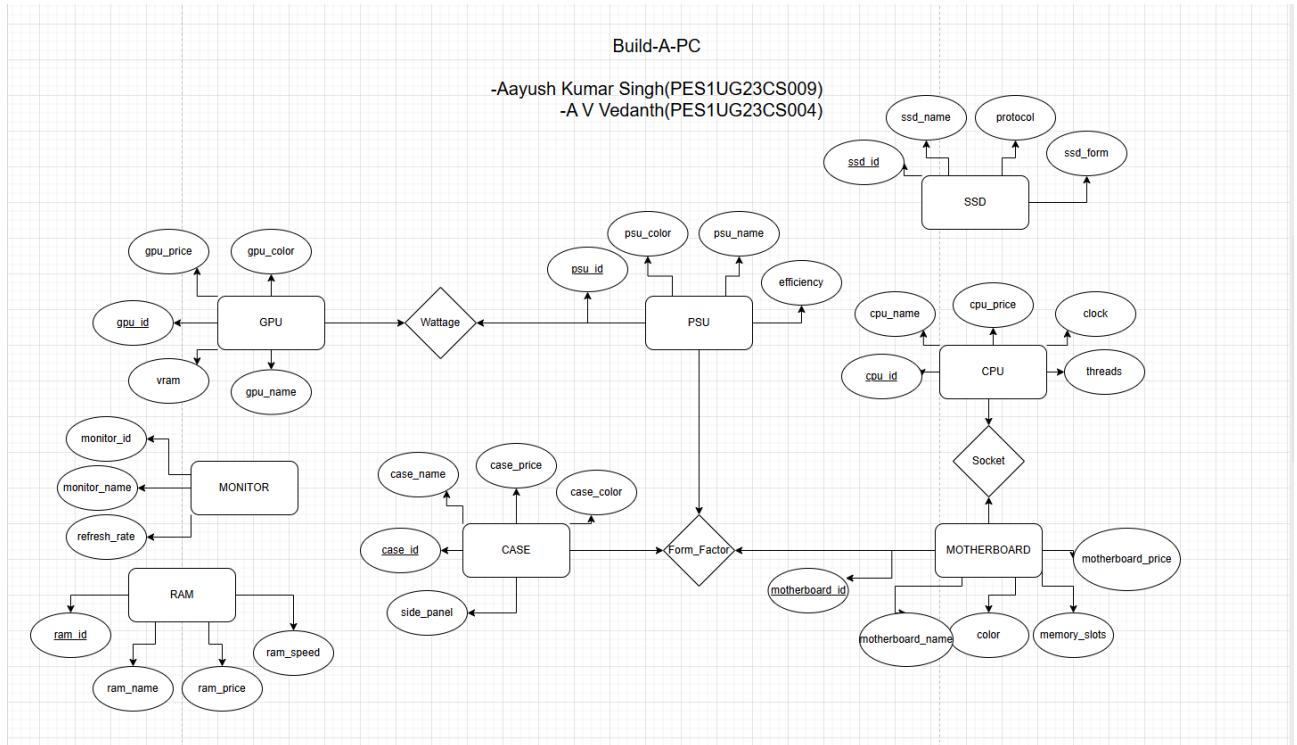 Build-A-PC
-Aayush Kumar Singh(PES1UG23CS009)
-A V Vedanth(PES1UG23CS004)
ssd_name
protocol
ssd_id
ssd_form
SSD
gpu_price
gpu_color
gpu_id
GPU
vram
gpu_name
Wattage
psu_color
psu_name
psu_id
efficiency
PSU
cpu_name
cpu_price
clock
cpu_id
CPU
threads
monitor_id
monitor_name
MONITOR
refresh_rate
case_name
case_price
case_color
case_id
CASE
side_panel
Form_Factor
Socket
MOTHERBOARD
motherboard_price
motherboard_id
motherboard_name
color
memory_slots
RAM
ram_id
ram_speed
ram_name
ram_price